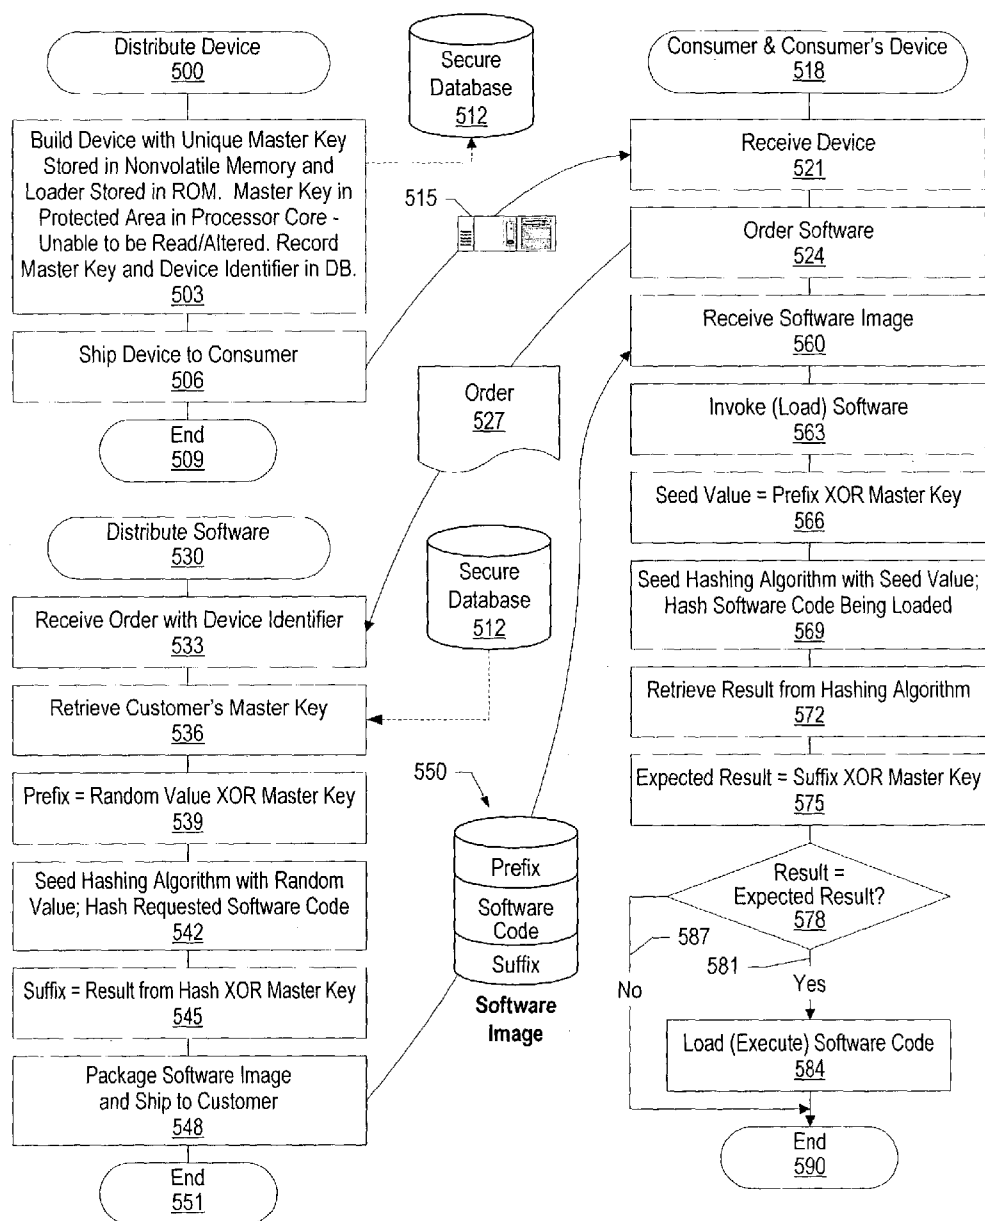 Distribute Device
500
Build Device with Unique Master Key
Stored in Nonvolatile Memory and
Loader Stored in ROM. Master Key in
Protected Area in Processor Core -
Unable to be Read/Altered. Record
Master Key and Device Identifier in DB.
503
Ship Device to Consumer
506
End
509
Secure
Database
512
515
Order
527
Distribute Software
530
Receive Order with Device Identifier
533
Retrieve Customer's Master Key
536
Prefix = Random Value XOR Master Key
539
Seed Hashing Algorithm with Random
Value; Hash Requested Software Code
542
Suffix = Result from Hash XOR Master Key
545
Package Software Image
and Ship to Customer
548
End
551
Secure
Database
512
550
Prefix
Software
Code
Suffix
Software
Image
Consumer & Consumer's Device
518
Receive Device
521
Order Software
524
Receive Software Image
560
Invoke (Load) Software
563
Seed Value = Prefix XOR Master Key
566
Seed Hashing Algorithm with Seed Value;
Hash Software Code Being Loaded
569
Retrieve Result from Hashing Algorithm
572
Expected Result = Suffix XOR Master Key
575
Result =
Expected Result?
578
587
581
No
Yes
Load (Execute) Software Code
584
End
590